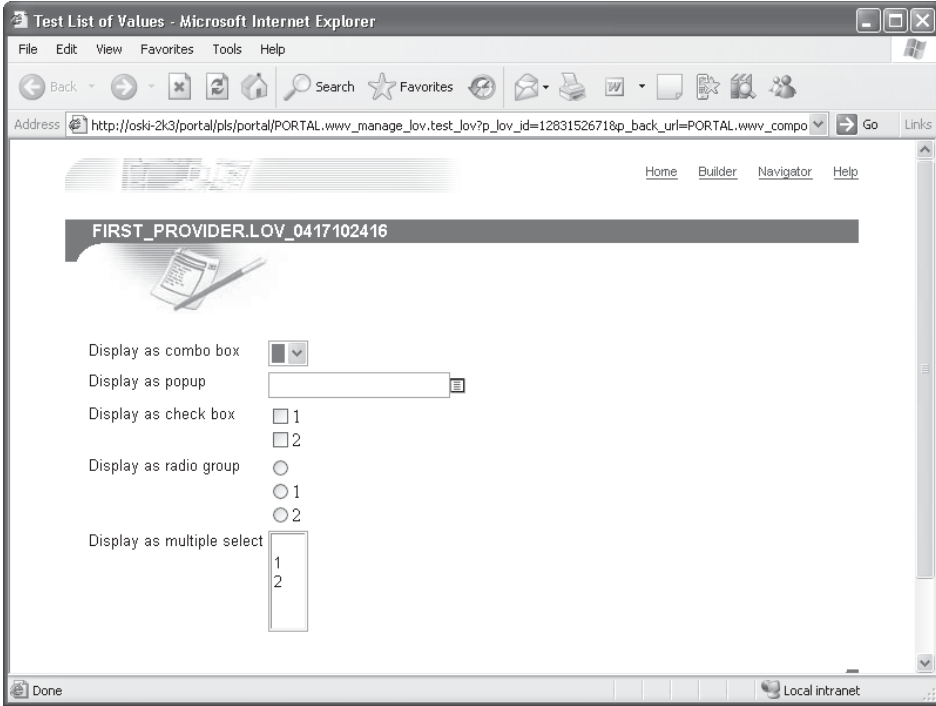 Test List of Values - Microsoft Internet Explorer
File Edit View Favorites Tools Help
Back Search Favorites
Address http://oski-2k3/portal/pls/portal/PORTAL.wwv_manage_lov.test_lov?p_lov_id=1283152671&p_back_url=PORTAL.wwv_compo Go Links
Home Builder Navigator Help
FIRST_PROVIDER.LOV_0417102416
Display as combo box
Display as popup
Display as check box 1
2
Display as radio group
1
2
Display as multiple select
1
2
Done Local intranet